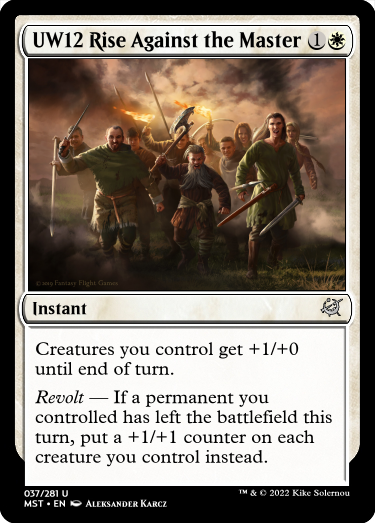 UW12 Rise Against the Master 1
© 2013 Fantasy Flight Games
Instant
Creatures you control get +1/+0
until end of turn.
Revolt — If a permanent you
controlled has left the battlefield this
turn, put a +1/+1 counter on each
creature you control instead.
037/281 U
MST • EN Aleksander Karcz
™ & © 2022 Kike Solernou